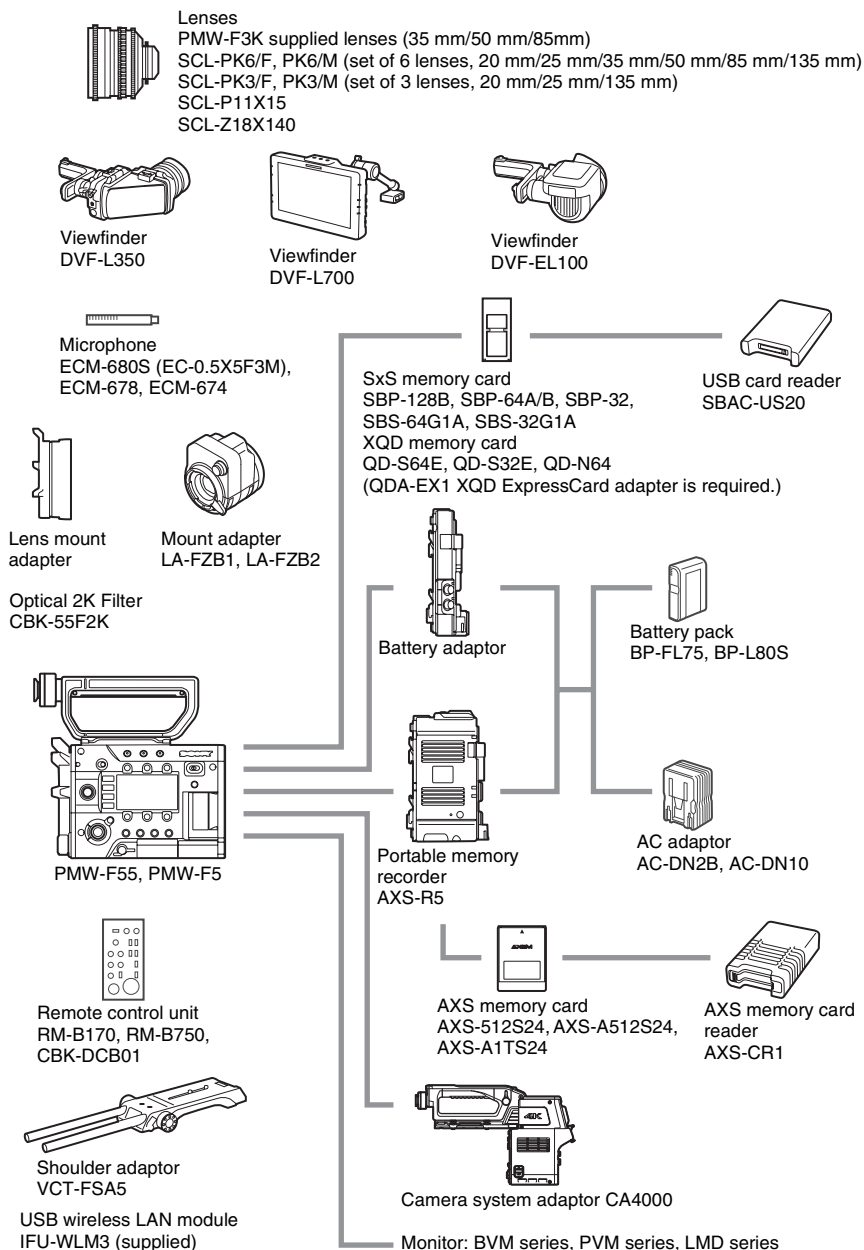 Lenses
PMW-F3K supplied lenses (35 mm/50 mm/85mm)
SCL-PK6/F, PK6/M (set of 6 lenses, 20 mm/25 mm/35 mm/50 mm/85 mm/135 mm)
SCL-PK3/F, PK3/M (set of 3 lenses, 20 mm/25 mm/135 mm)
SCL-P11X15
SCL-Z18X140
Viewfinder
DVF-L350
Viewfinder
DVF-L700
Viewfinder
DVF-EL100
Microphone
ECM-680S (EC-0.5X5F3M),
ECM-678, ECM-674
SxS memory card
SBP-128B, SBP-64A/B, SBP-32,
SBS-64G1A, SBS-32G1A
XQD memory card
QD-S64E, QD-S32E, QD-N64
(QDA-EX1 XQD ExpressCard adapter is required.)
USB card reader
SBAC-US20
Lens mount
adapter
Mount adapter
LA-FZB1, LA-FZB2
Optical 2K Filter
CBK-55F2K
Battery adaptor
Battery pack
BP-FL75, BP-L80S
SONY
PMW-F55, PMW-F5
Portable memory
recorder
AXS-R5
AC adaptor
AC-DN2B, AC-DN10
Remote control unit
RM-B170, RM-B750,
CBK-DCB01
AXSM
AXS memory card
AXS-512S24, AXS-A512S24,
AXS-A1TS24
AXS memory card
reader
AXS-CR1
Shoulder adaptor
VCT-FSA5
4K
Camera system adaptor CA4000
USB wireless LAN module
IFU-WLM3 (supplied)
Monitor: BVM series, PVM series, LMD series